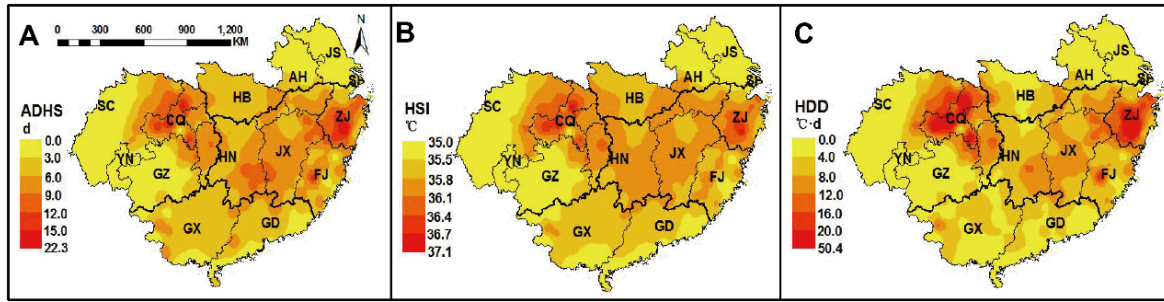 A
0 300 600 900 1,200
KM
N
JS
AH
SH
HB
SC
CQ
ZJ
HN
JX
YN
GZ
FJ
GX
GD
ADHS
d
0.0
3.0
6.0
9.0
12.0
15.0
22.3
B
JS
AH
SH
HB
SC
CQ
ZJ
HN
JX
YN
GZ
FJ
GX
GD
HSI
℃
35.0
35.5
35.8
36.1
36.4
36.7
37.1
C
JS
AH
SH
HB
SC
CQ
ZJ
HN
JX
YN
GZ
FJ
GX
GD
HDD
℃·d
0.0
4.0
8.0
12.0
16.0
20.0
50.4